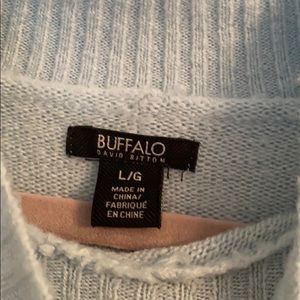 BUFFALO
DAVID BITTON
L/G
MADE IN
CHINA/
FABRIQUÉ
EN CHINE